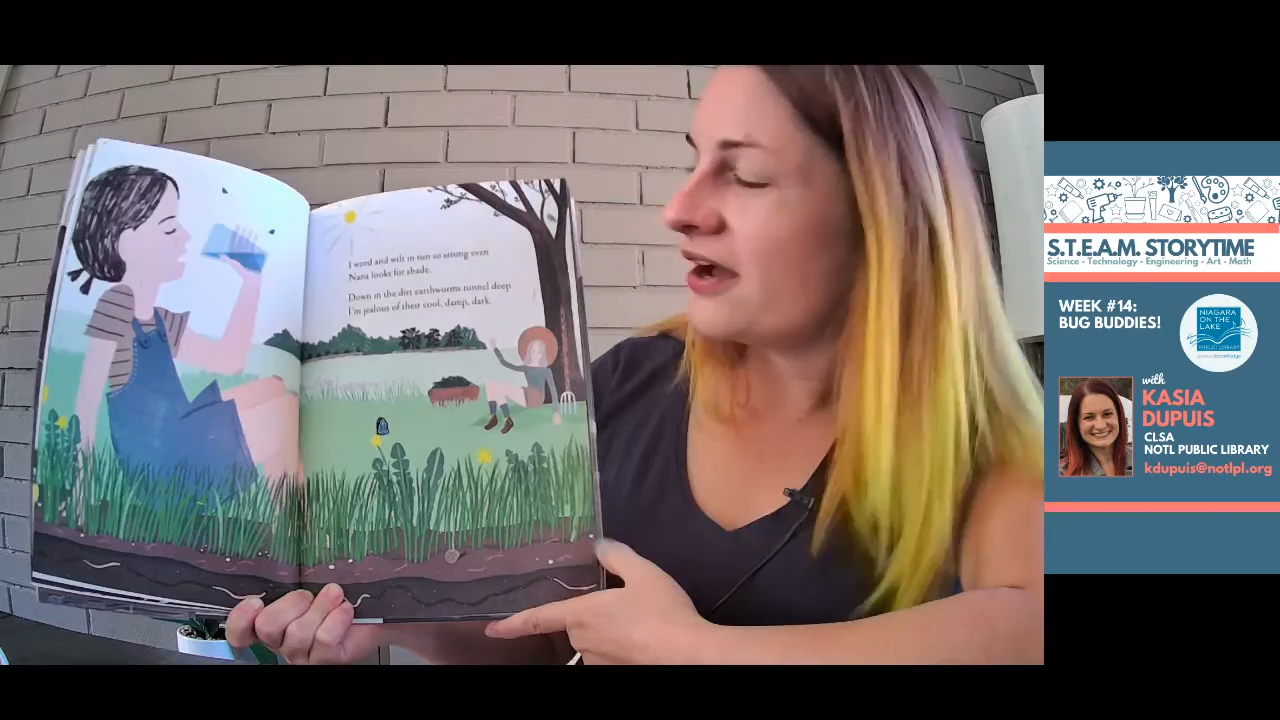 I weed and wilt in sun so strong even
Nana looks for shade.
Down in the dirt earthworms tunnel deep.
I'm jealous of their cool, damp, dark.
S.T.E.A.M. STORYTIME
Science - Technology - Engineering - Art - Math
WEEK #14:
BUG BUDDIES!
NIAGARA
ON THE
LAKE
PUBLIC LIBRARY
with
KASIA
DUPUIS
CLSA
NOTL PUBLIC LIBRARY
kdupuis@notlpl.org